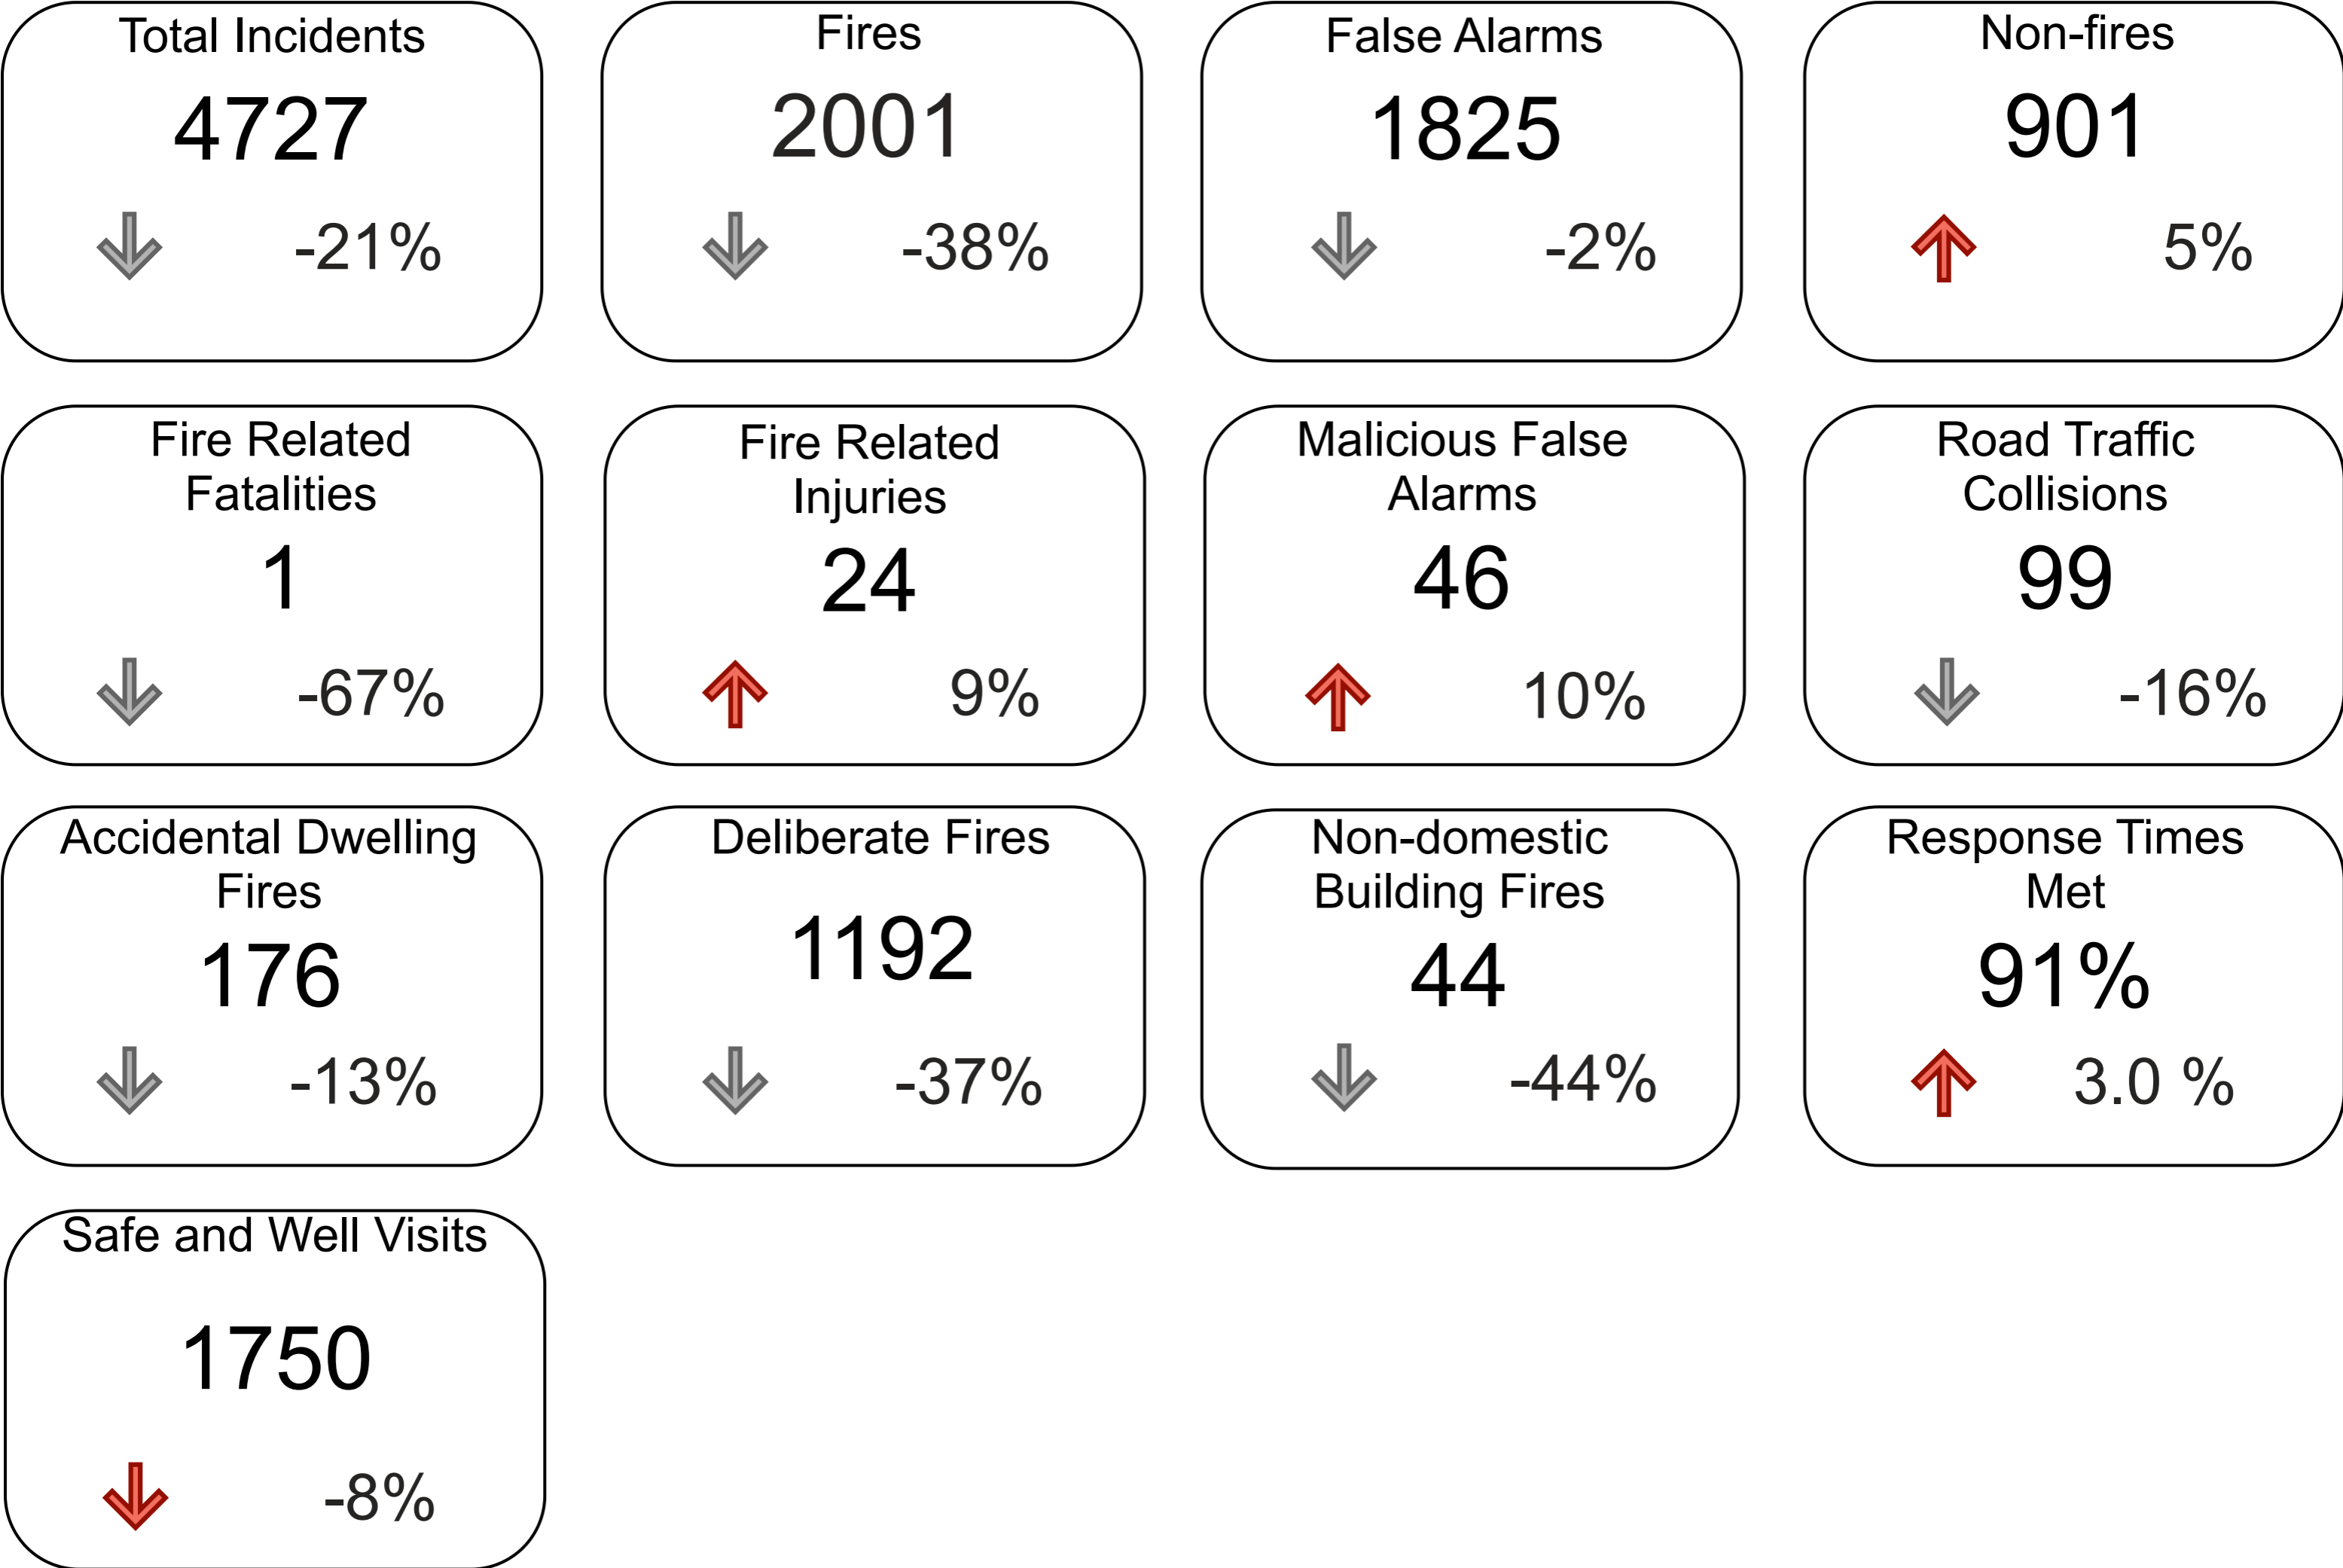 Total Incidents
4727
-21%
Fires
2001
-38%
False Alarms
1825
-2%
Non-fires
901
5%
Fire Related
Fatalities
1
-67%
Fire Related
Injuries
24
9%
Malicious False
Alarms
46
10%
Road Traffic
Collisions
99
-16%
Accidental Dwelling
Fires
176
-13%
Deliberate Fires
1192
-37%
Non-domestic
Building Fires
44
-44%
Response Times
Met
91%
3.0 %
Safe and Well Visits
1750
-8%